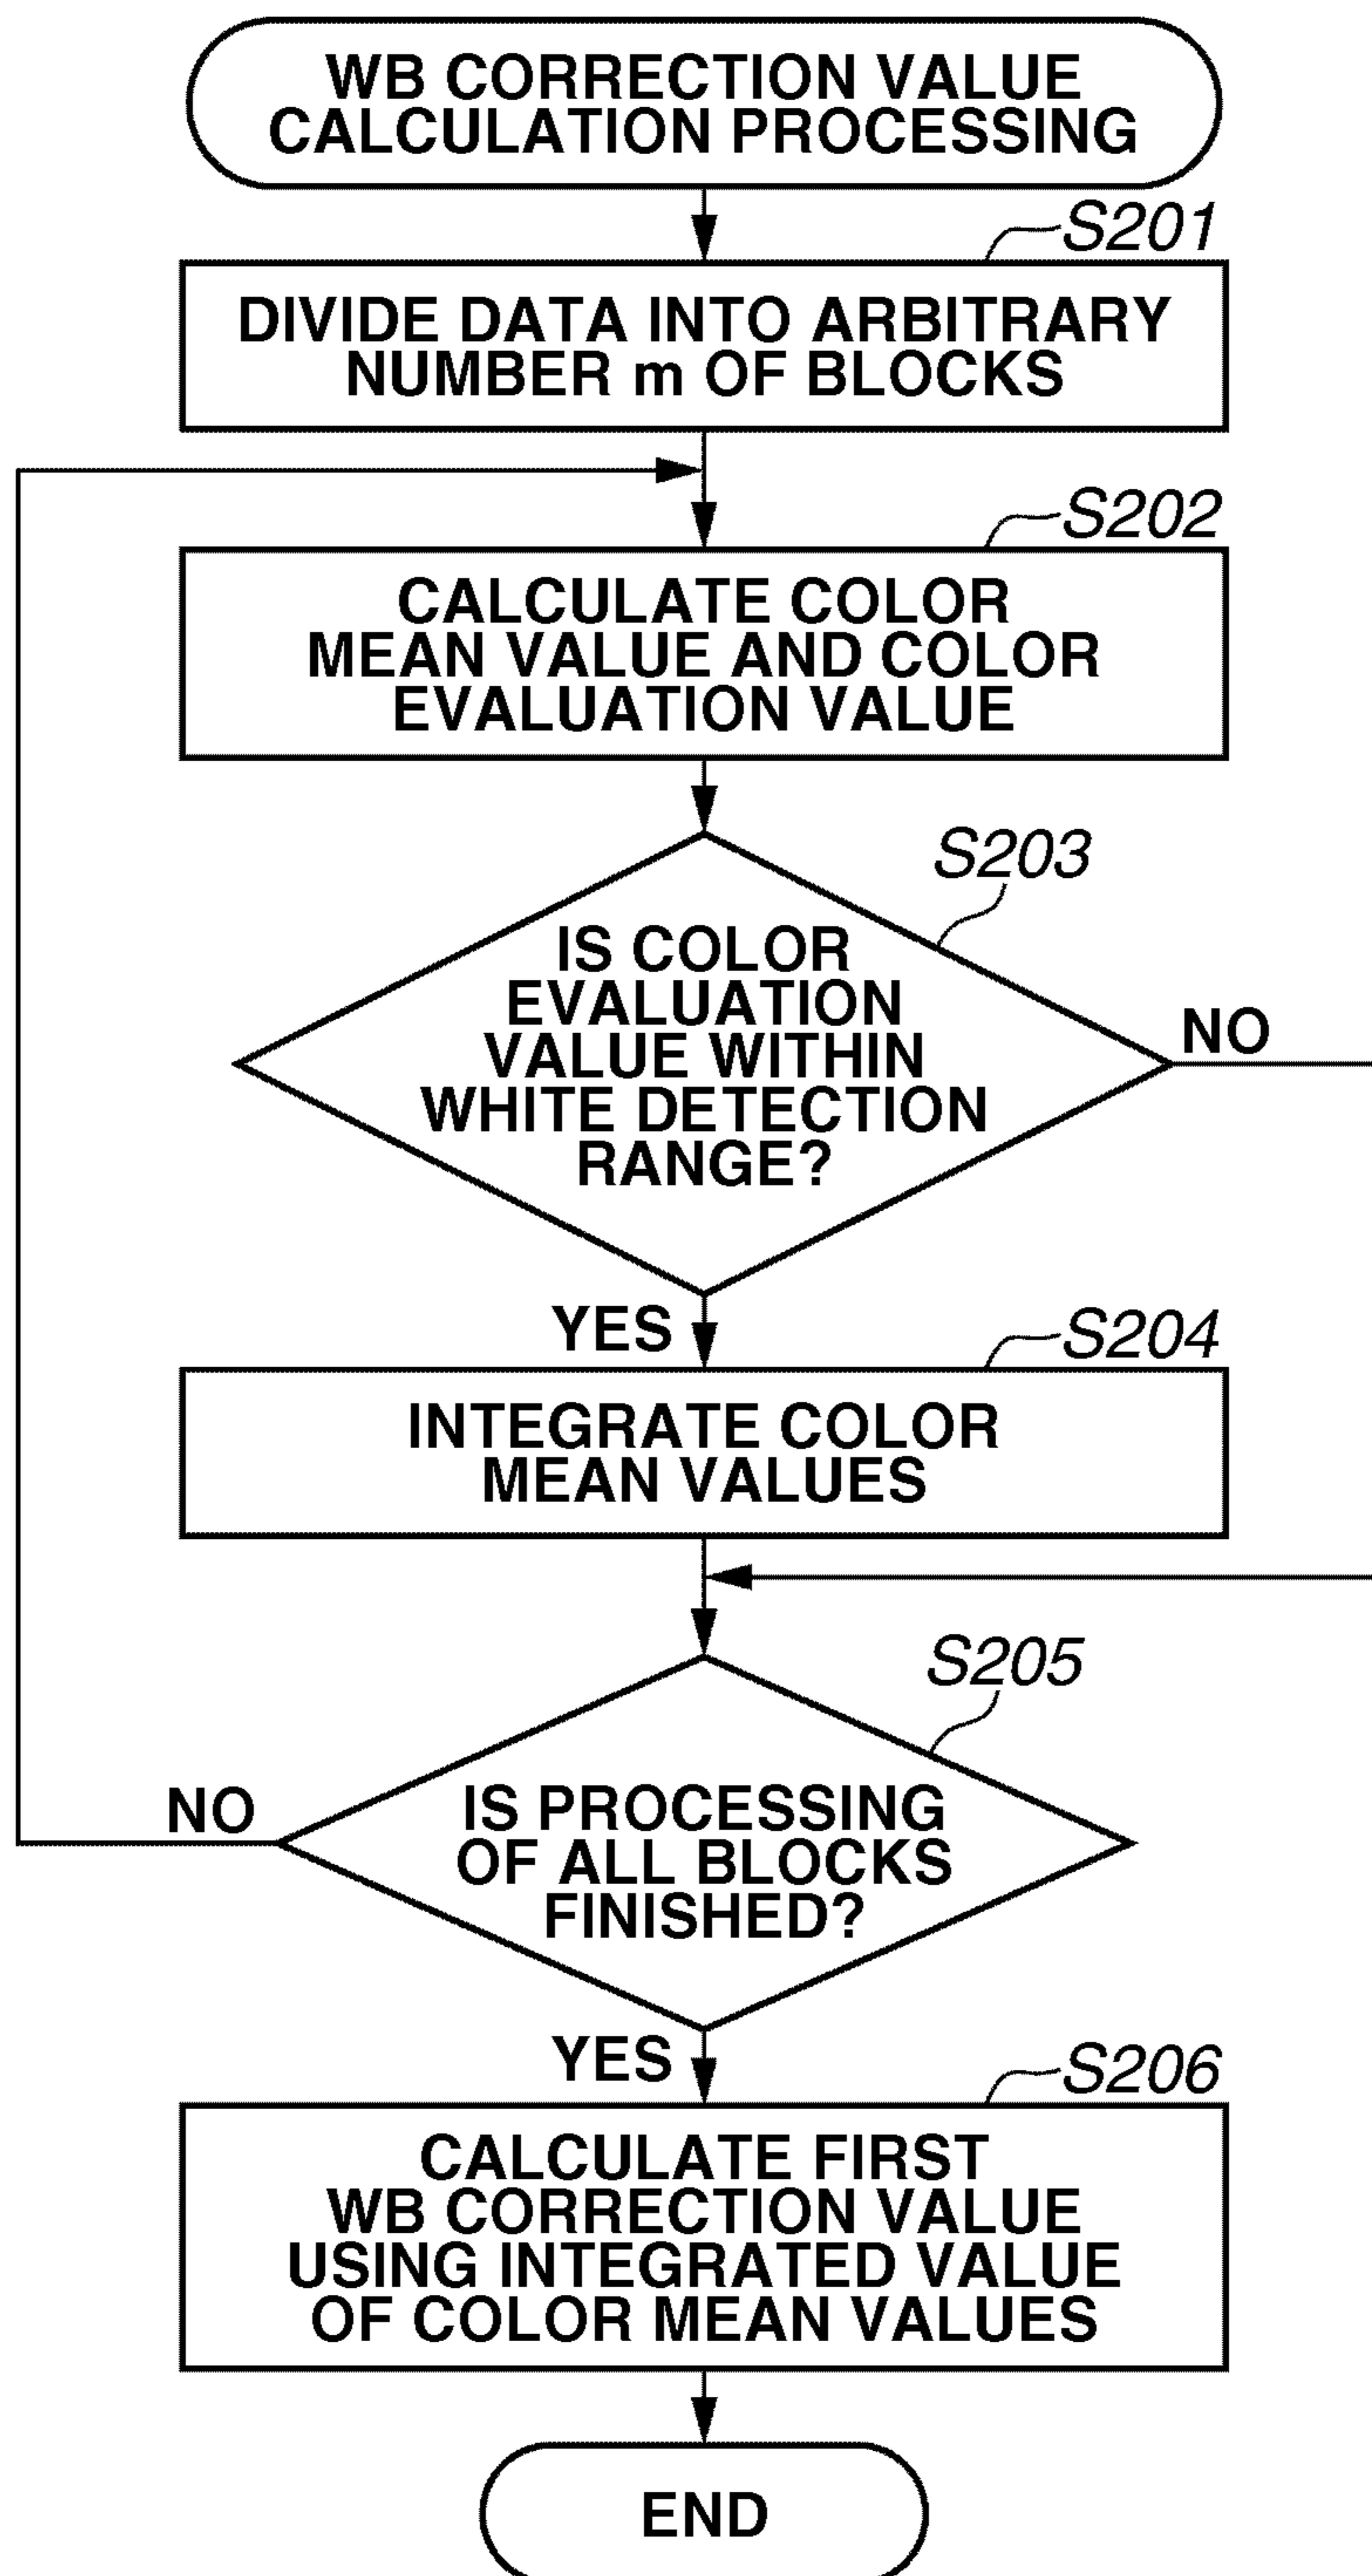 WB CORRECTION VALUE
CALCULATION PROCESSING
S201
DIVIDE DATA INTO ARBITRARY
NUMBER m OF BLOCKS
S202
CALCULATE COLOR
MEAN VALUE AND COLOR
EVALUATION VALUE
S203
IS COLOR
EVALUATION
VALUE WITHIN
WHITE DETECTION
RANGE?
NO
YES
S204
INTEGRATE COLOR
MEAN VALUES
S205
IS PROCESSING
OF ALL BLOCKS
FINISHED?
NO
YES
S206
CALCULATE FIRST
WB CORRECTION VALUE
USING INTEGRATED VALUE
OF COLOR MEAN VALUES
END